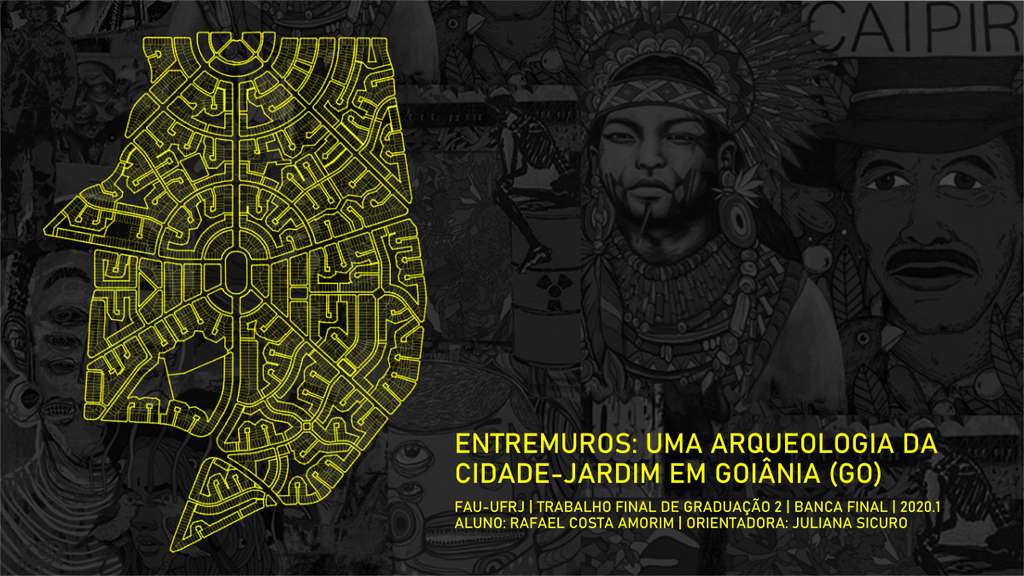 CAIPIR
ENTREMUROS: UMA ARQUEOLOGIA DA
CIDADE-JARDIM EM GOIÂNIA (GO)
FAU-UFRJ | TRABALHO FINAL DE GRADUAÇÃO 2 | BANCA FINAL | 2020.1
ALUNO: RAFAEL COSTA AMORIM | ORIENTADORA: JULIANA SICURO